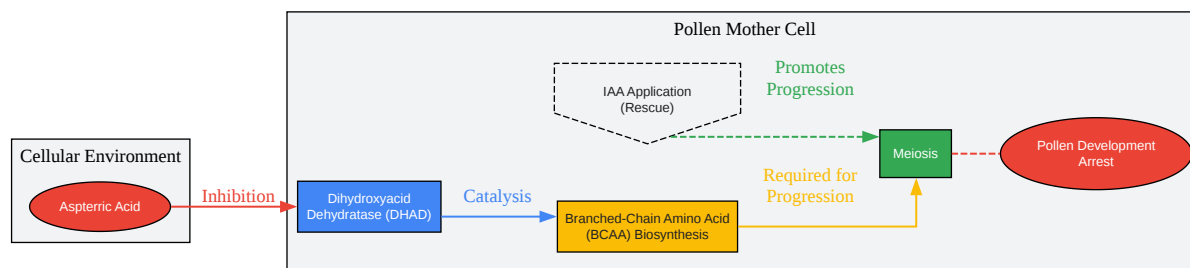 Pollen Mother Cell
IAA Application
(Rescue)
Promotes
Progression
Cellular Environment
Aspterric Acid
Inhibition
Dihydroxyacid
Dehydratase (DHAD)
Catalysis
Branched-Chain Amino Acid
(BCAA) Biosynthesis
Required for
Progression
Meiosis
Pollen Development
Arrest